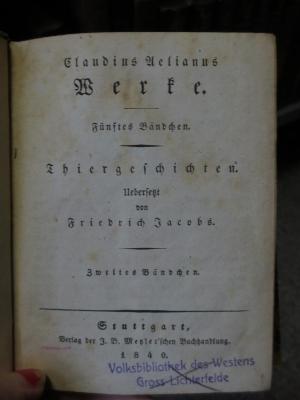 Claudius Aelianus
Werke.
Fünftes Bändchen.
Thiergeschichten.
Uebersetzt
von
Friedrich Jacobs.
Zweites Bändchen.
Stuttgart,
Verlag der J. B. Metzler'schen Buchhandlung.
1840.
Volksbibliothek des Westens
Gross-Lichterfelde